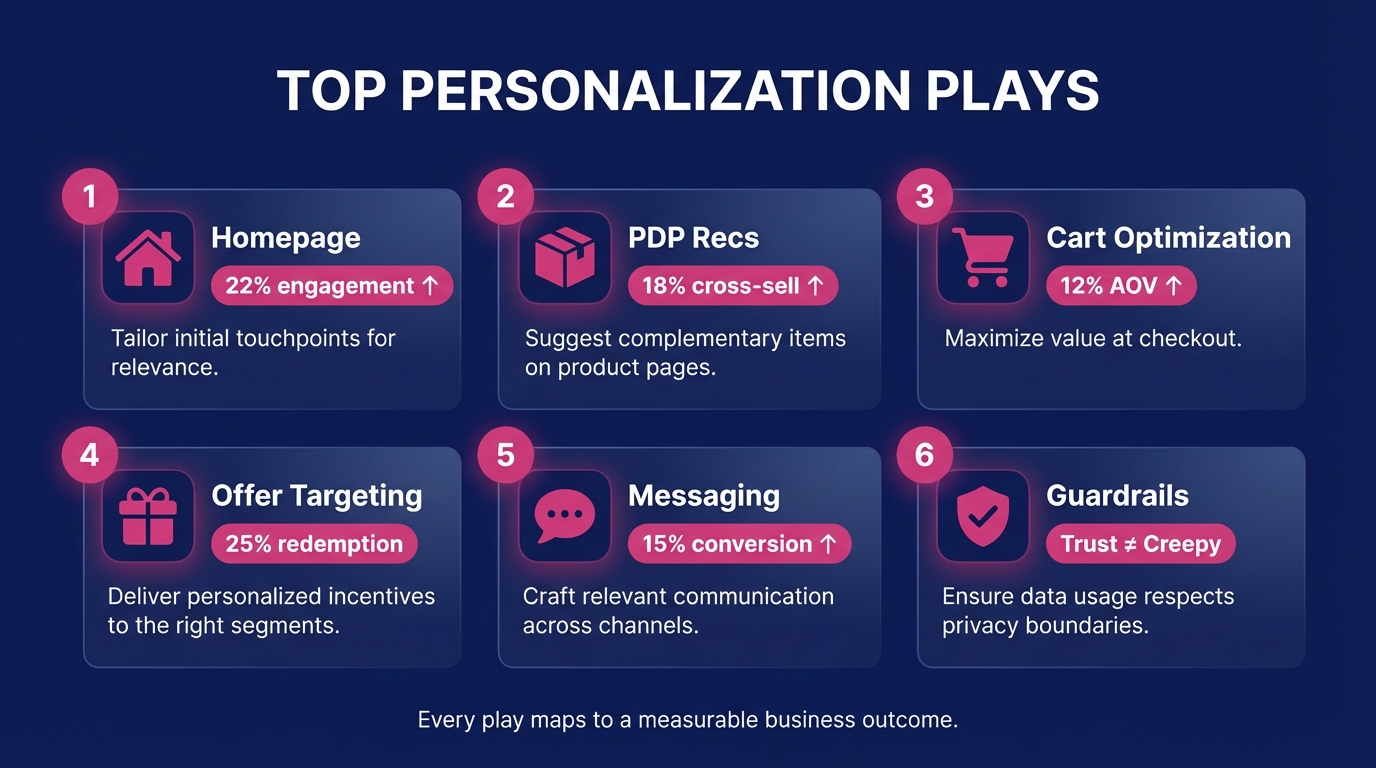 TOP PERSONALIZATION PLAYS
1
Homepage
22% engagement ↑
Tailor initial touchpoints for
relevance.
2
PDP Recs
18% cross-sell ↑
Suggest complementary items
on product pages.
3
Cart Optimization
12% AOV ↑
Maximize value at checkout.
4
Offer Targeting
25% redemption
Deliver personalized incentives
to the right segments.
5
Messaging
15% conversion ↑
Craft relevant communication
across channels.
6
Guardrails
Trust ≠ Creepy
Ensure data usage respects
privacy boundaries.
Every play maps to a measurable business outcome.